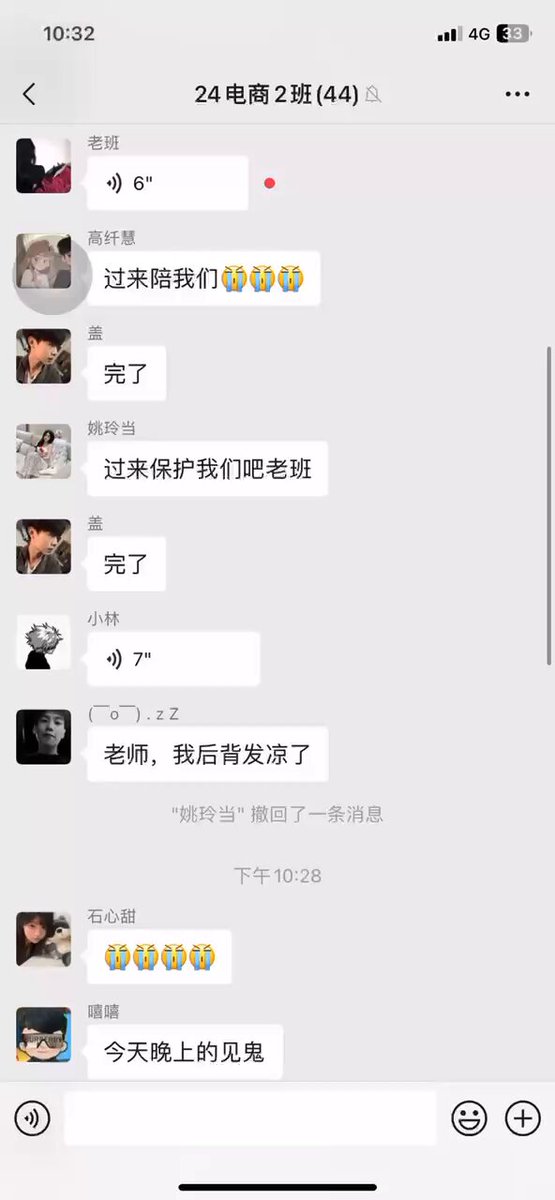 10:32
4G
33
24电商2班(44)
老班
6"
高纤慧
过来陪我们😭😭😭
盖
完了
姚玲当
过来保护我们吧老班
盖
完了
小林
7"
(￣o￣) . z Z
老师，我后背发凉了
"姚玲当" 撤回了一条消息
下午10:28
石心甜
😭😭😭😭
嘻嘻
今天晚上的见鬼